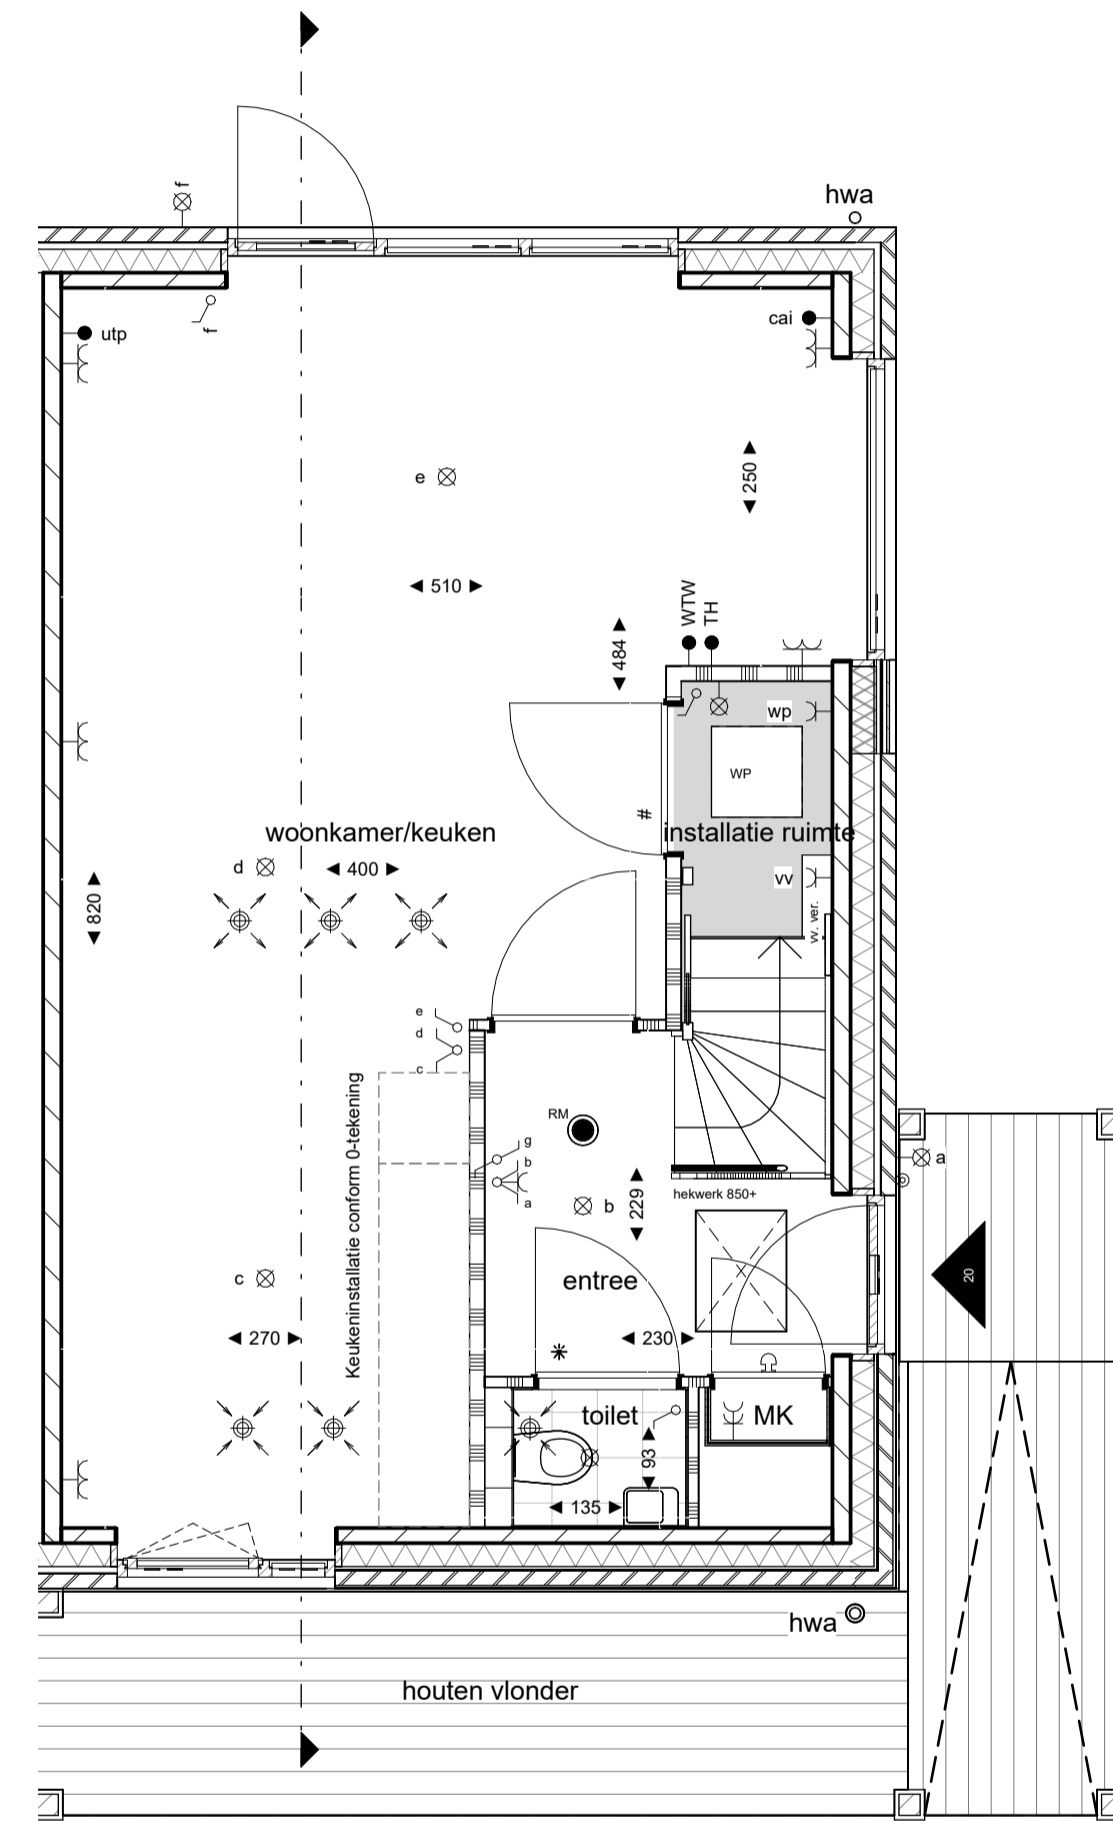 f
hwa
f
utp
cai
e
250
510
WTW
TH
484
wp
WP
#
woonkamer/keuken
installatie ruimte
d
400
vv
820
vv. ver.
e
d
c
Keukeninstallatie conform 0-tekening
RM
g
b
a
a
hekwerk 850+
b
229
20
c
entree
270
230
toilet
MK
93
135
hwa
houten vlonder